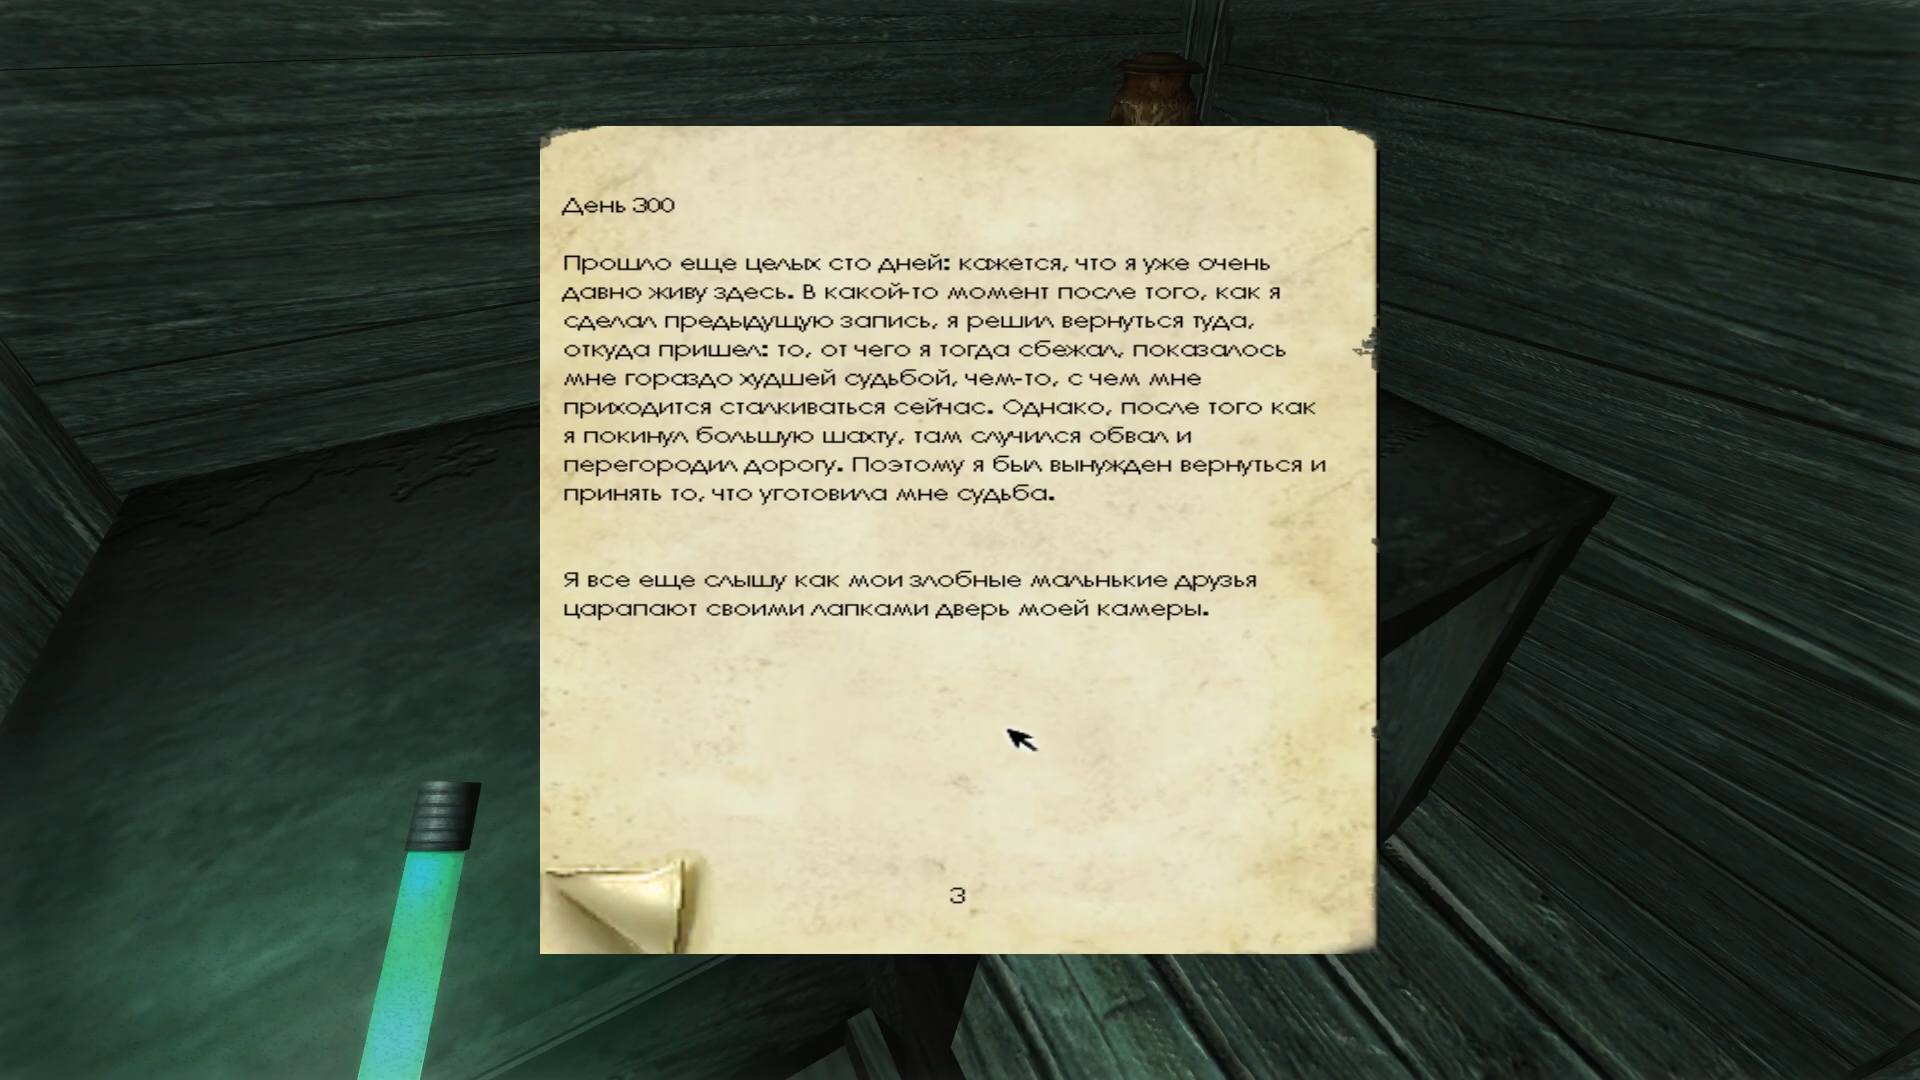 День 300
Прошло еще целых сто дней: кажется, что я уже очень
давно живу здесь. В какой-то момент после того, как я
сделал предыдущую запись, я решил вернуться туда,
откуда пришел: то, от чего я тогда сбежал, показалось
мне гораздо худшей судьбой, чем-то, с чем мне
приходится сталкиваться сейчас. Однако, после того как
я покинул большую шахту, там случился обвал и
перегородил дорогу. Поэтому я был вынужден вернуться и
принять то, что уготовила мне судьба.
Я все еще слышу как мои злобные мальнькие друзья
царапают своими лапками дверь моей камеры.
3